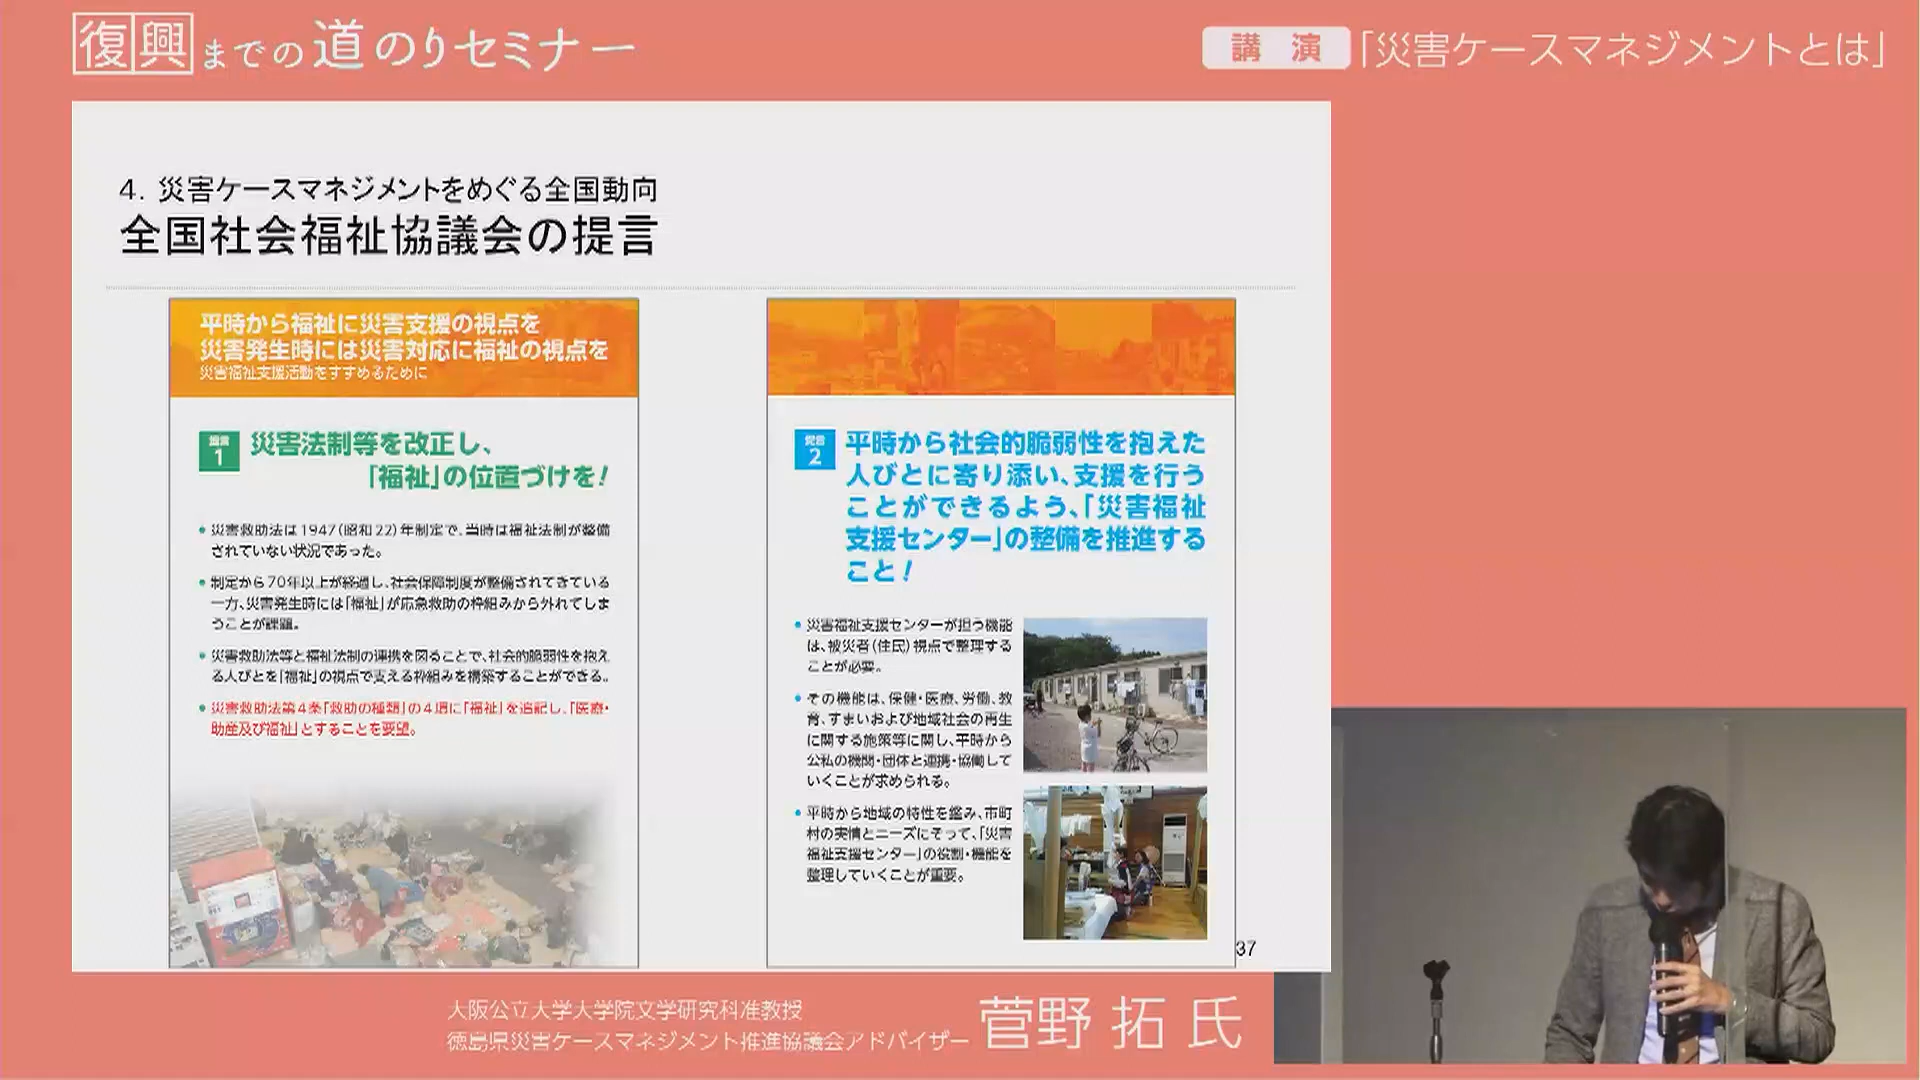 復興までの道のりセミナー
講演「災害ケースマネジメントとは」
4. 災害ケースマネジメントをめぐる全国動向
全国社会福祉協議会の提言
平時から福祉に災害支援の視点を
災害発生時には災害対応に福祉の視点を
災害福祉支援活動をすすめるために
提言1
災害法制等を改正し、
「福祉」の位置づけを！
• 災害救助法は1947（昭和22）年制定で、当時は福祉法制が整備
されていない状況であった。
• 制定から70年以上が経過し、社会保障制度が整備されてきている
一方、災害発生時には「福祉」が応急救助の枠組みから外れてしま
うことが課題。
• 災害救助法等と福祉法制の連携を図ることで、社会的脆弱性を抱え
る人びとを「福祉」の視点で支える枠組みを構築することができる。
• 災害救助法第4条「救助の種類」の4項に「福祉」を追記し、「医療・
助産及び福祉」とすることを要望。
提言2
平時から社会的脆弱性を抱えた
人びとに寄り添い、支援を行う
ことができるよう、「災害福祉
支援センター」の整備を推進する
こと！
• 災害福祉支援センターが担う機能
は、被災者（住民）視点で整理する
ことが必要。
• その機能は、保健・医療、労働、教
育、すまいおよび地域社会の再生
に関する施策等に関し、平時から
公私の機関・団体と連携・協働して
いくことが求められる。
• 平時から地域の特性を鑑み、市町
村の実情とニーズにそって、「災害
福祉支援センター」の役割・機能を
整理していくことが重要。
37
大阪公立大学大学院文学研究科准教授
徳島県災害ケースマネジメント推進協議会アドバイザー
菅野 拓 氏